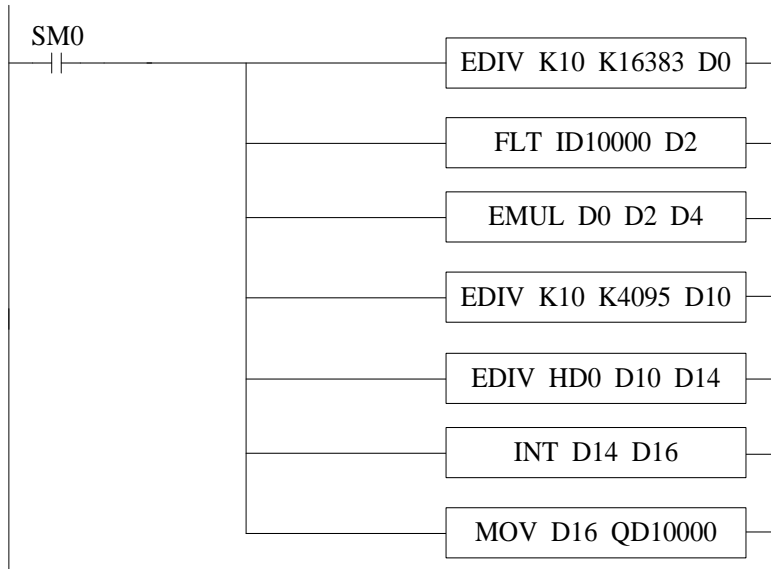 SM0
EDIV K10 K16383 D0
FLT ID10000 D2
EMUL D0 D2 D4
EDIV K10 K4095 D10
EDIV HD0 D10 D14
INT D14 D16
MOV D16 QD10000